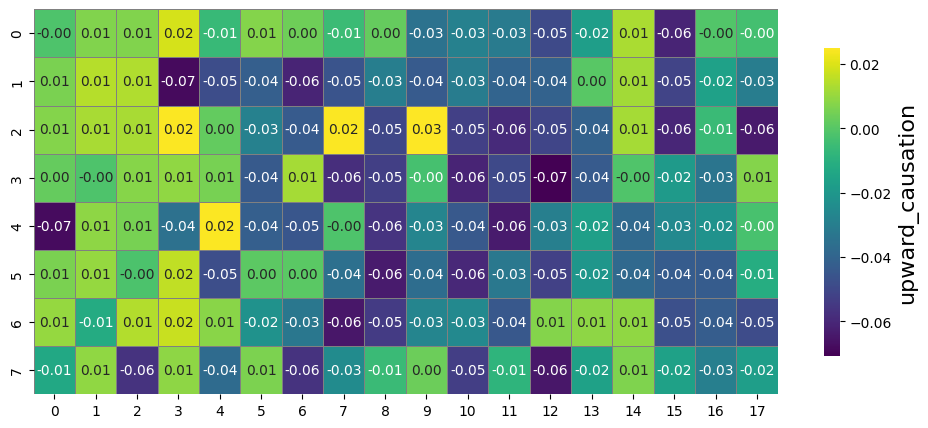 0 -0.00 0.01 0.01 0.02 -0.01 0.01 0.00 -0.01 0.00 -0.03 -0.03 -0.03 -0.05 -0.02 0.01 -0.06 -0.00 -0.00
1 0.01 0.01 0.01 -0.07 -0.05 -0.04 -0.06 -0.05 -0.03 -0.04 -0.03 -0.04 -0.04 0.00 0.01 -0.05 -0.02 -0.03
2 0.01 0.01 0.01 0.02 0.00 -0.03 -0.04 0.02 -0.05 0.03 -0.05 -0.06 -0.05 -0.04 0.01 -0.06 -0.01 -0.06
3 0.00 -0.00 0.01 0.01 0.01 -0.04 0.01 -0.06 -0.05 -0.00 -0.06 -0.05 -0.07 -0.04 -0.00 -0.02 -0.03 0.01
4 -0.07 0.01 0.01 -0.04 0.02 -0.04 -0.05 -0.00 -0.06 -0.03 -0.04 -0.06 -0.03 -0.02 -0.04 -0.03 -0.02 -0.00
5 0.01 0.01 -0.00 0.02 -0.05 0.00 0.00 -0.04 -0.06 -0.04 -0.06 -0.03 -0.05 -0.02 -0.04 -0.04 -0.04 -0.01
6 0.01 -0.01 0.01 0.02 0.01 -0.02 -0.03 -0.06 -0.05 -0.03 -0.03 -0.04 0.01 0.01 0.01 -0.05 -0.04 -0.05
7 -0.01 0.01 -0.06 0.01 -0.04 0.01 -0.06 -0.03 -0.01 0.00 -0.05 -0.01 -0.06 -0.02 0.01 -0.02 -0.03 -0.02
0 1 2 3 4 5 6 7 8 9 10 11 12 13 14 15 16 17
0.02
0.00
−0.02
−0.04
−0.06
upward_causation